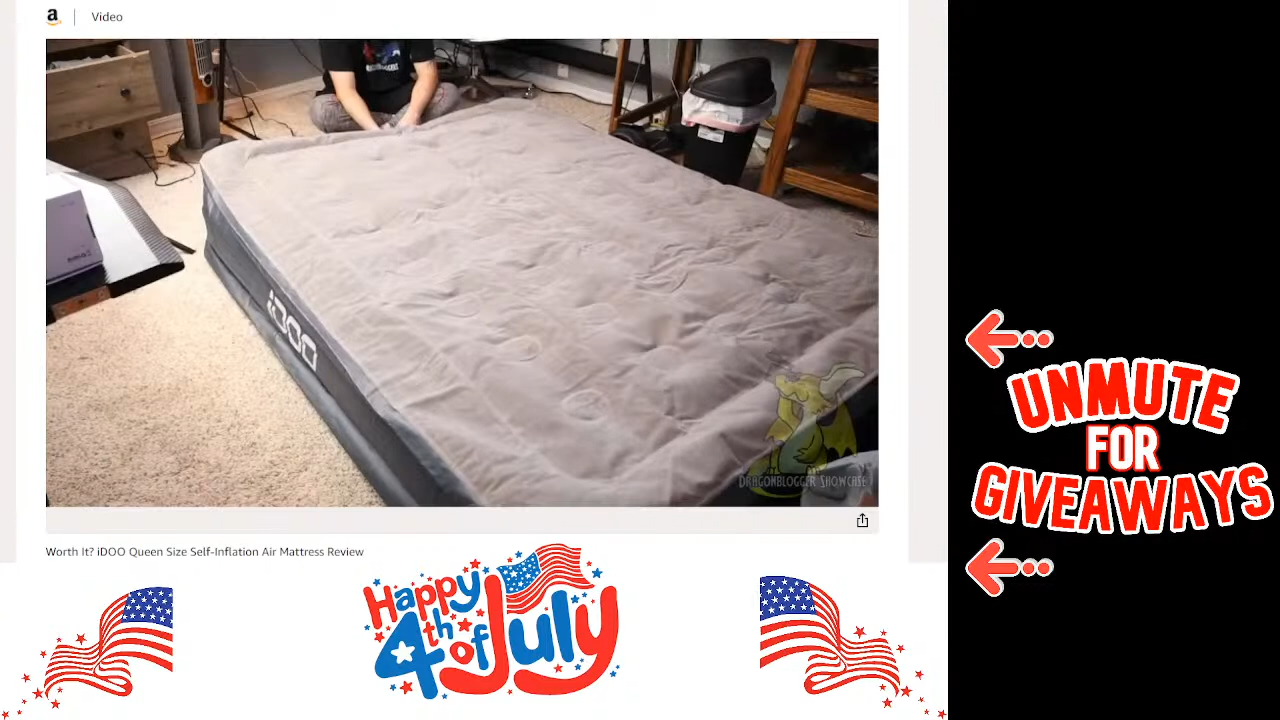 a
Video
iDOO
DRAGONBLOGGER SHOWCASE
Worth It? iDOO Queen Size Self-Inflation Air Mattress Review
Happy
4th of July
UNMUTE
FOR
GIVEAWAYS